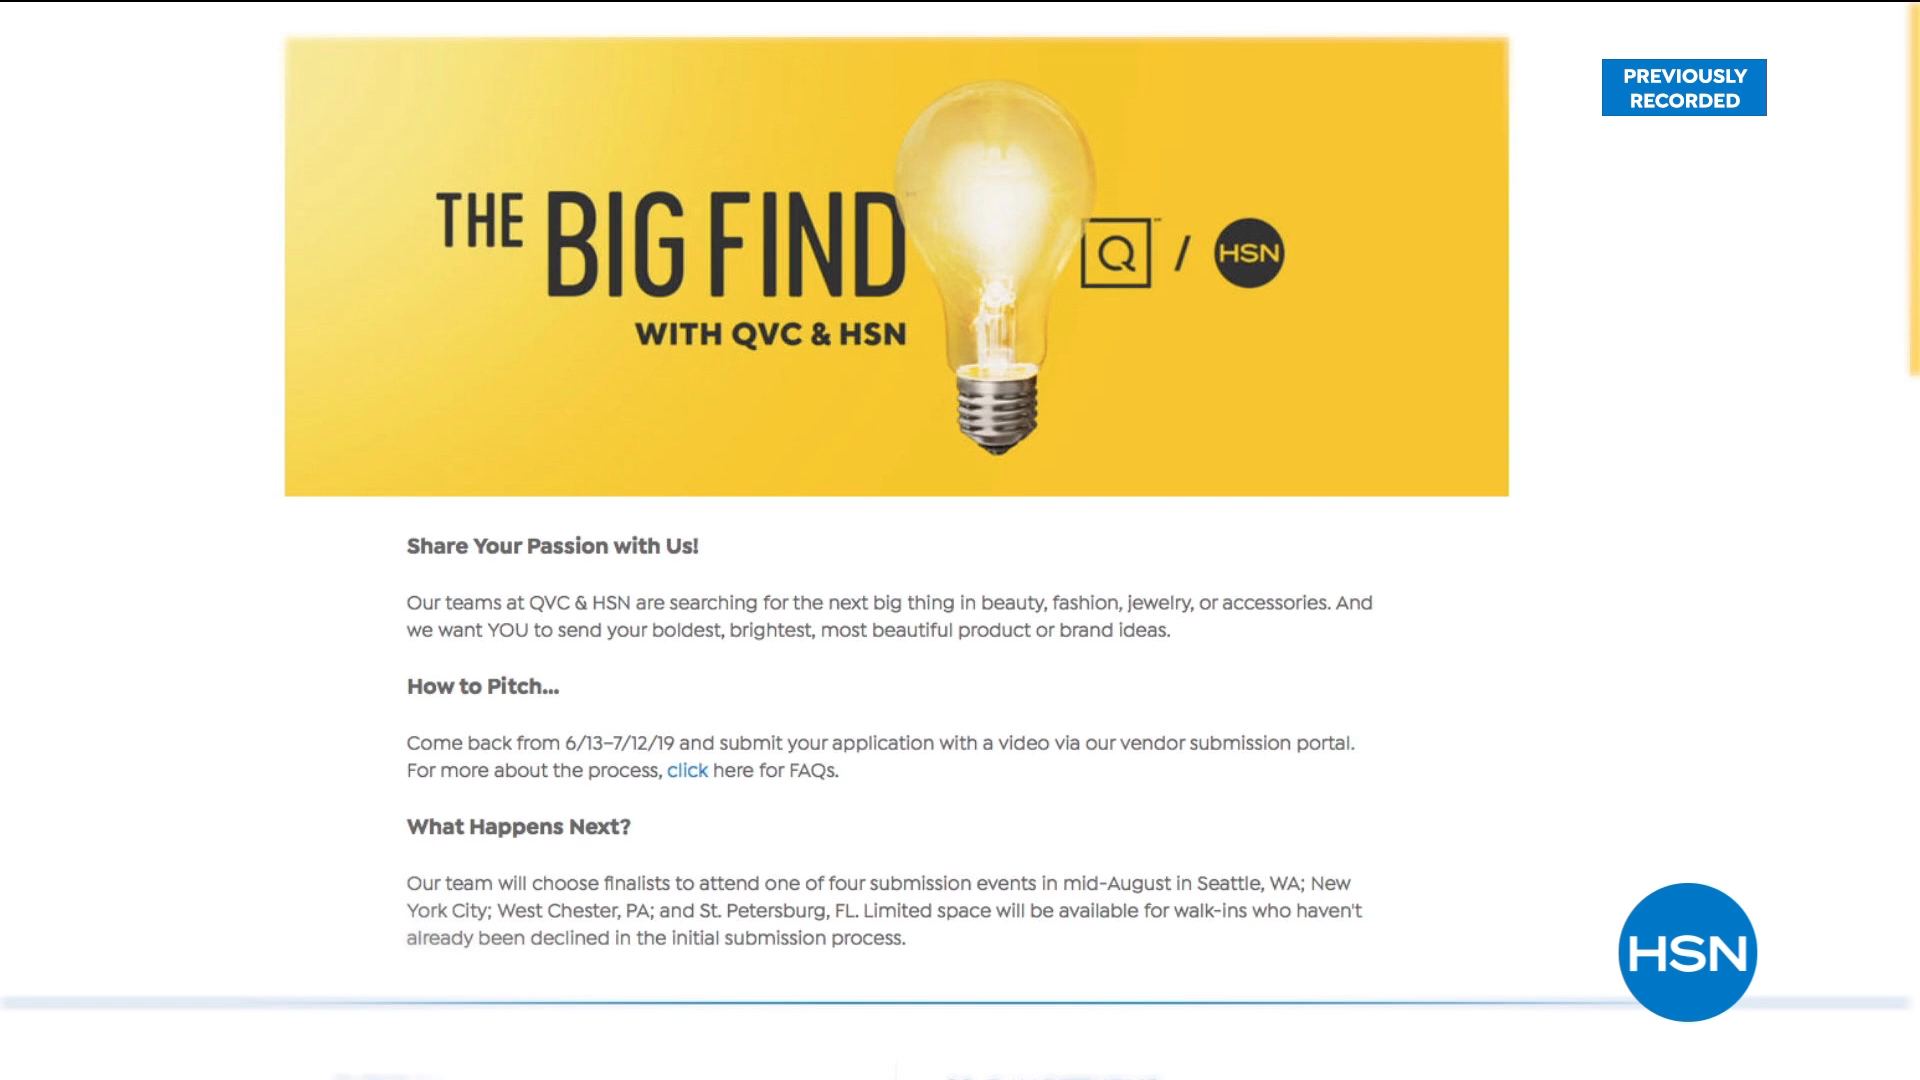 PREVIOUSLY
RECORDED
THE BIG FIND
WITH QVC & HSN
Q / HSN
Share Your Passion with Us!
Our teams at QVC & HSN are searching for the next big thing in beauty, fashion, jewelry, or accessories. And
we want YOU to send your boldest, brightest, most beautiful product or brand ideas.
How to Pitch...
Come back from 6/13-7/12/19 and submit your application with a video via our vendor submission portal.
For more about the process, click here for FAQs.
What Happens Next?
Our team will choose finalists to attend one of four submission events in mid-August in Seattle, WA; New
York City; West Chester, PA; and St. Petersburg, FL. Limited space will be available for walk-ins who haven't
already been declined in the initial submission process.
HSN